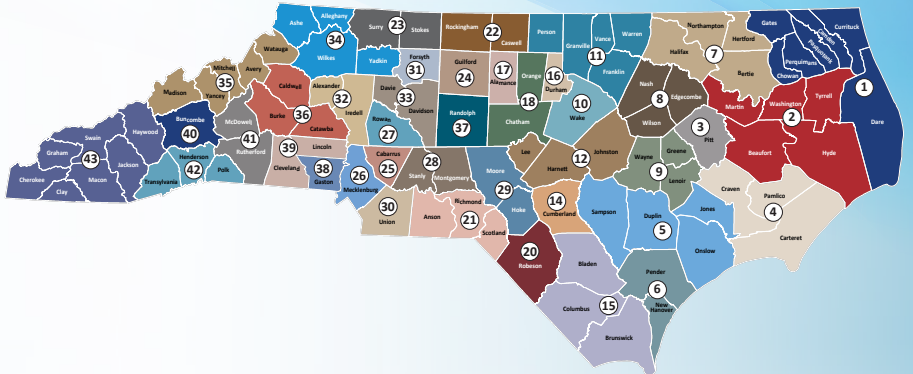 Ashe
Alleghany
Surry
23
Stokes
Rockingham
22
Caswell
Person
Granville
Vance
Warren
11
Franklin
Northampton
Halifax
Hertford
7
Bertie
Gates
Currituck
Camden
Pasquotank
Perquimans
Chowan
1
Dare
Watauga
34
Wilkes
Yadkin
Forsyth
31
Guilford
24
17
Alamance
Orange
16
Durham
18
Chatham
10
Wake
Nash
Edgecombe
8
Wilson
Martin
Washington
2
Tyrrell
Beaufort
Hyde
Mitchell
35
Avery
Yancey
Madison
Caldwell
Alexander
32
Iredell
Davie
33
Davidson
Randolph
37
Rowan
27
Burke
36
Catawba
Buncombe
40
McDowell
41
Rutherford
Haywood
Swain
Graham
43
Jackson
Cherokee
Macon
Clay
Henderson
42
Transylvania
Polk
39
Cleveland
Lincoln
38
Gaston
26
Mecklenburg
Cabarrus
25
28
Stanly
Montgomery
Moore
29
Hoke
Lee
Harnett
12
Johnston
Wayne
9
Greene
Lenoir
3
Pitt
Craven
Pamlico
4
Carteret
30
Union
Anson
Richmond
21
Scotland
14
Cumberland
Sampson
Duplin
5
Jones
Onslow
20
Robeson
Bladen
Pender
6
New
Hanover
Columbus
15
Brunswick